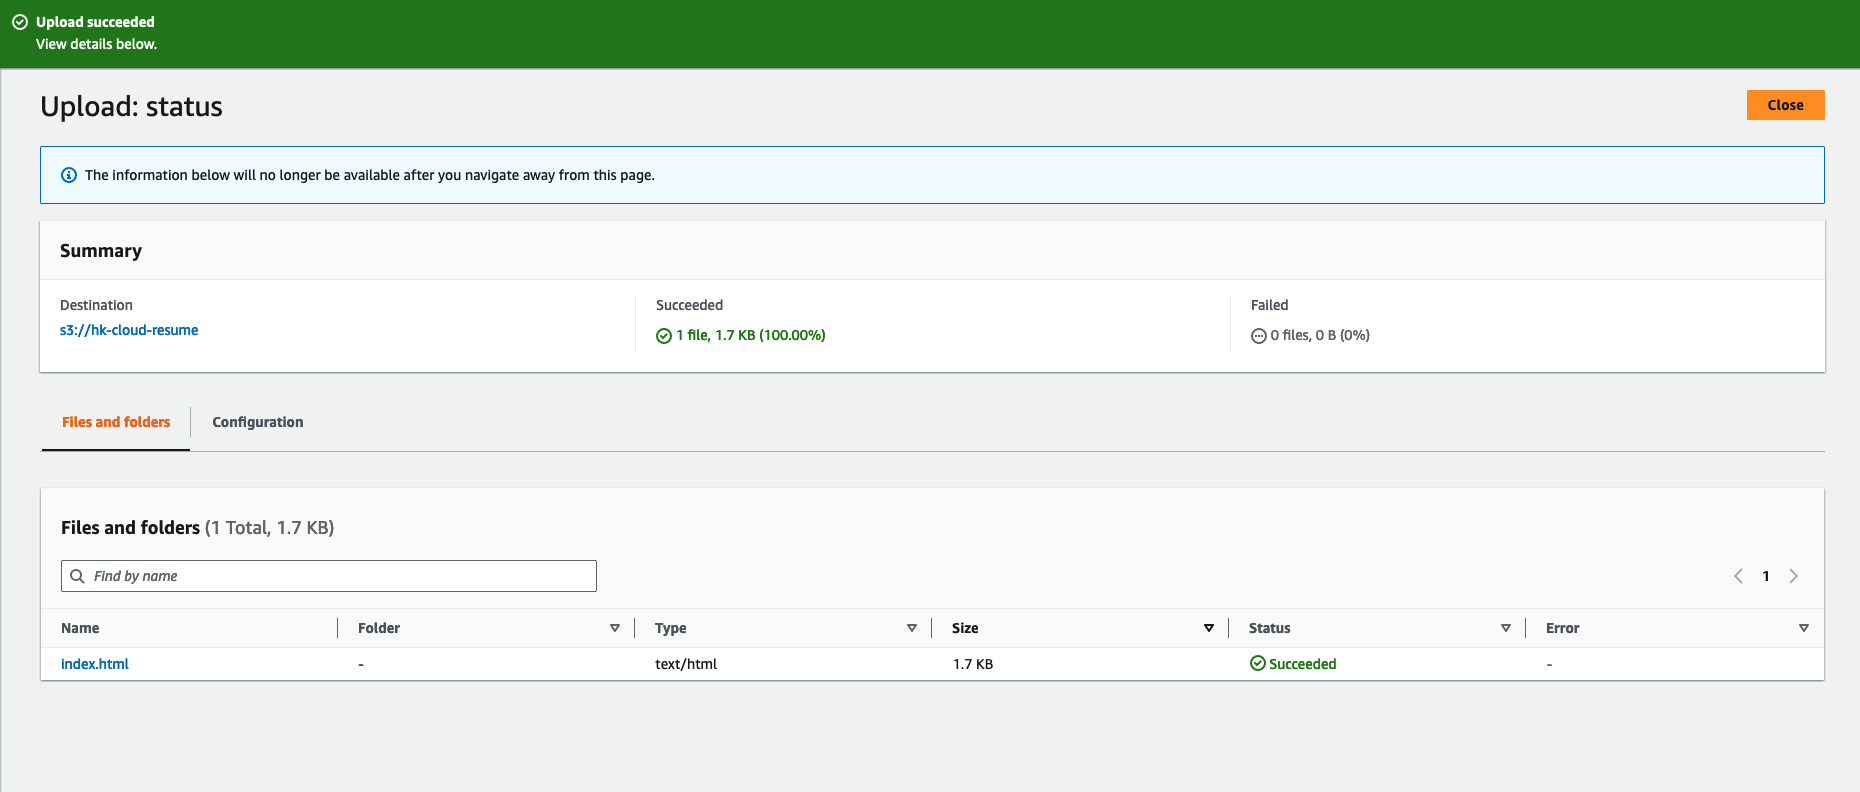 Upload succeeded
View details below.
Upload: status
Close
The information below will no longer be available after you navigate away from this page.
Summary
Destination
s3://hk-cloud-resume
Succeeded
1 file, 1.7 KB (100.00%)
Failed
0 files, 0 B (0%)
Files and folders
Configuration
Files and folders (1 Total, 1.7 KB)
Find by name
1
Name Folder Type Size Status Error
index.html - text/html 1.7 KB Succeeded -